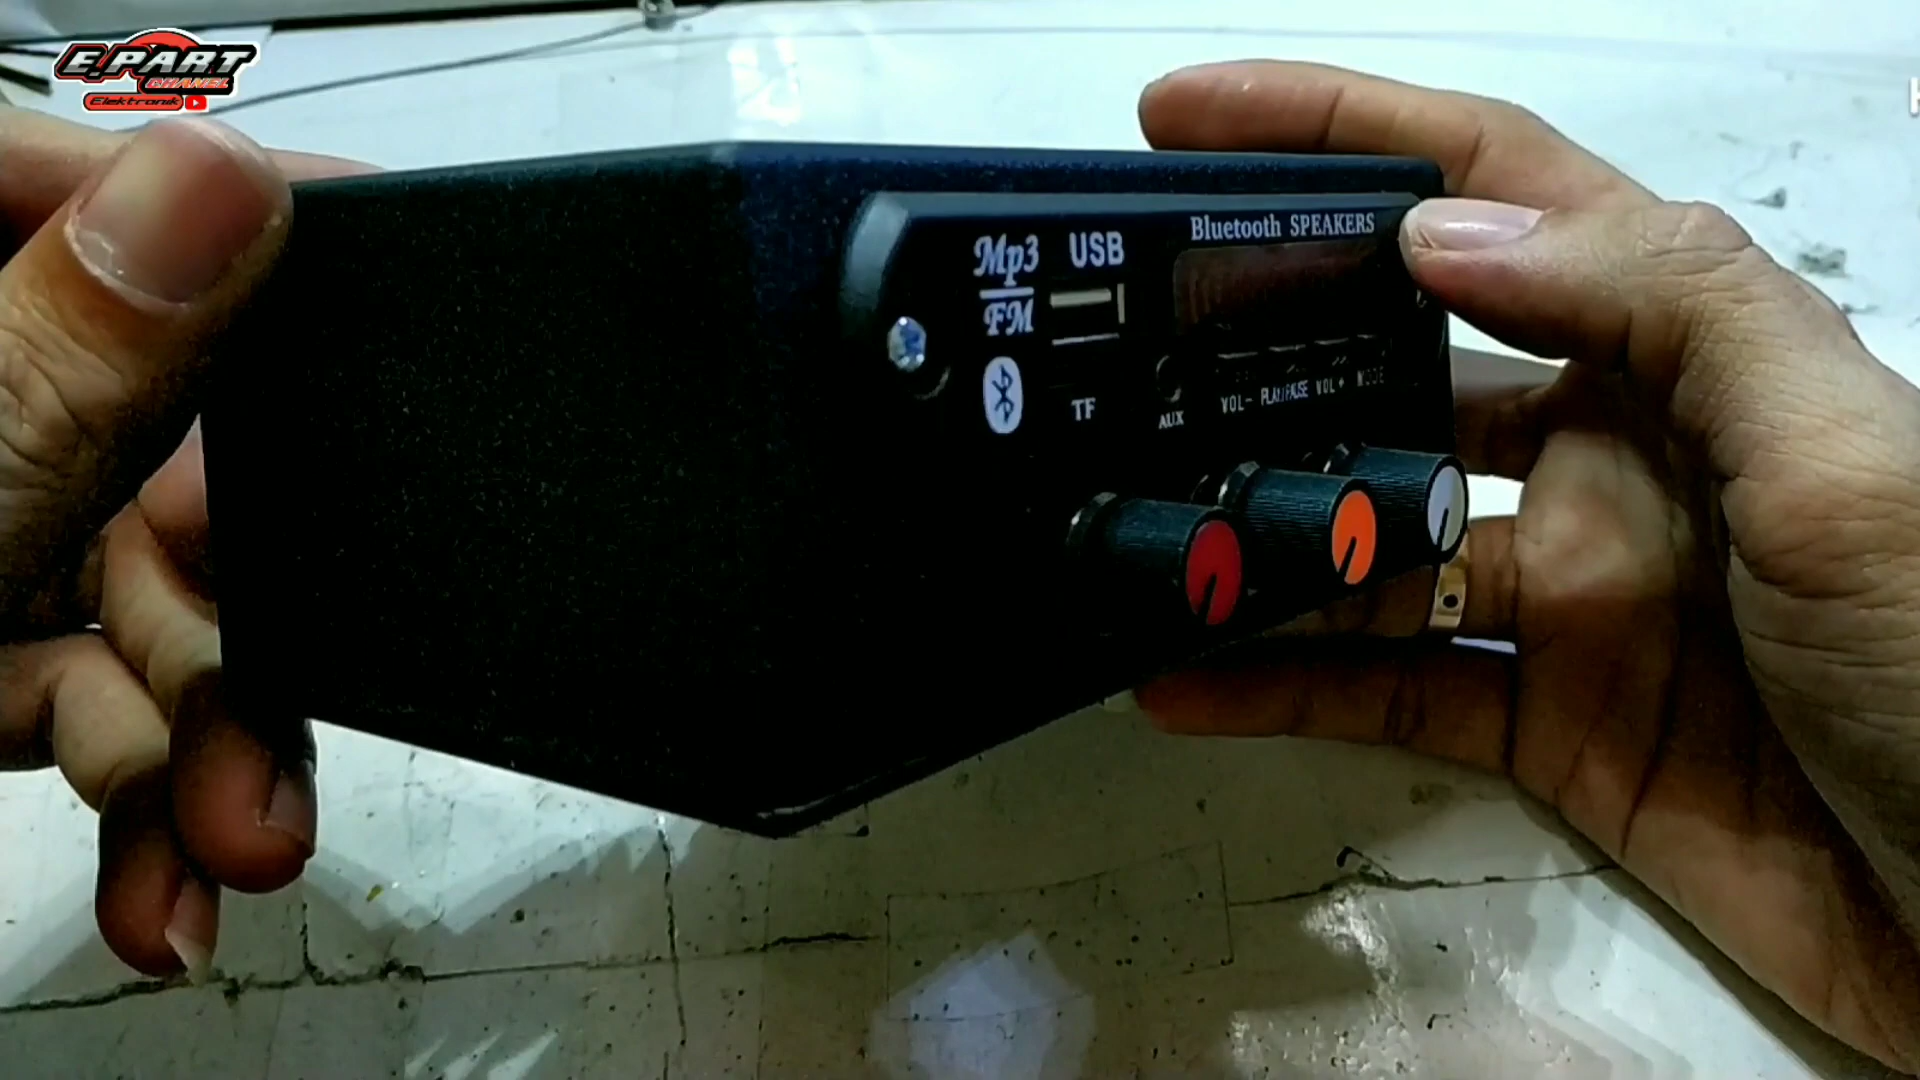 E.PART
CHANEL
Elektronik
Bluetooth SPEAKERS
Mp3
FM
USB
TF
AUX
VOL- PLAY/PAUSE VOL+ MODE